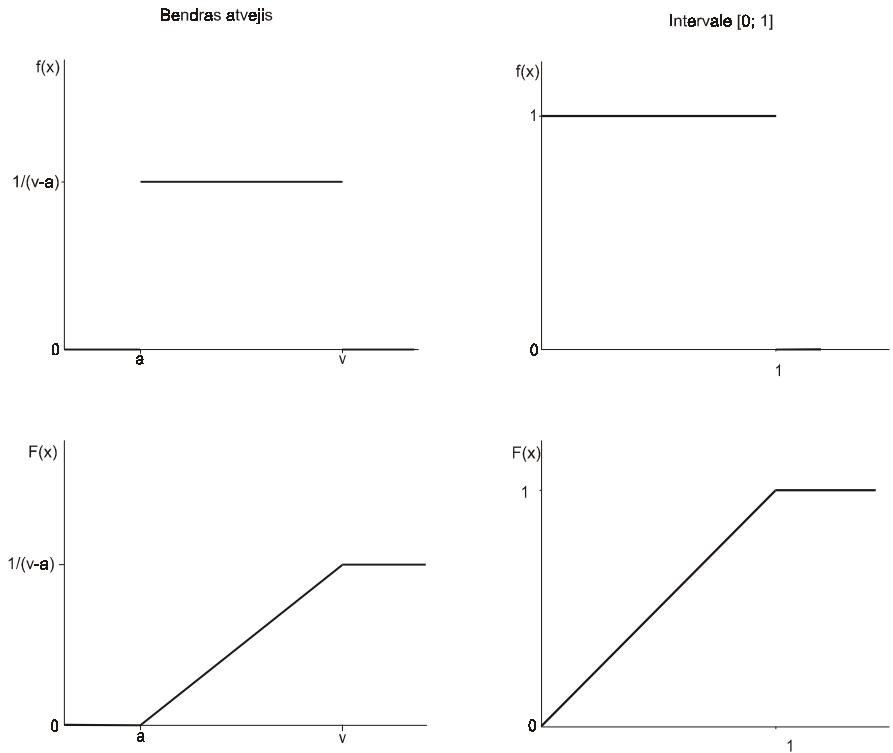 Bendras atvejis
f(x)
1/(v-a)
0
a
v
Intervale [0; 1]
f(x)
1
0
1
F(x)
1/(v-a)
0
a
v
F(x)
1
0
1